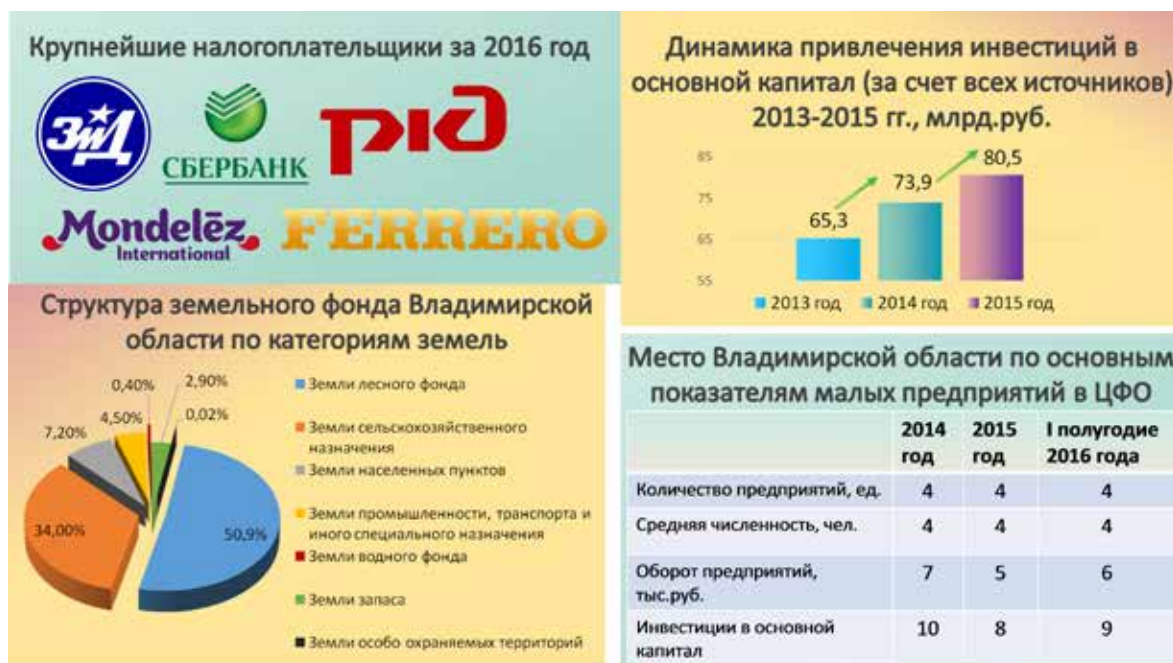 Крупнейшие налогоплательщики за 2016 год
ЗиД
СБЕРБАНК
РЖД
Mondelēz
International
FERRERO
Динамика привлечения инвестиций в
основной капитал (за счет всех источников)
2013-2015 гг., млрд.руб.
85
75
65
55
65,3
73,9
80,5
2013 год
2014 год
2015 год
Структура земельного фонда Владимирской
области по категориям земель
0,40%
2,90%
4,50%
0,02%
7,20%
34,00%
50,9%
Земли лесного фонда
Земли сельскохозяйственного
назначения
Земли населенных пунктов
Земли промышленности, транспорта и
иного специального назначения
Земли водного фонда
Земли запаса
Земли особо охраняемых территорий
Место Владимирской области по основным
показателям малых предприятий в ЦФО
2014 2015 I полугодие
год год 2016 года
Количество предприятий, ед. 4 4 4
Средняя численность, чел. 4 4 4
Оборот предприятий, 7 5 6
тыс.руб.
Инвестиции в основной 10 8 9
капитал